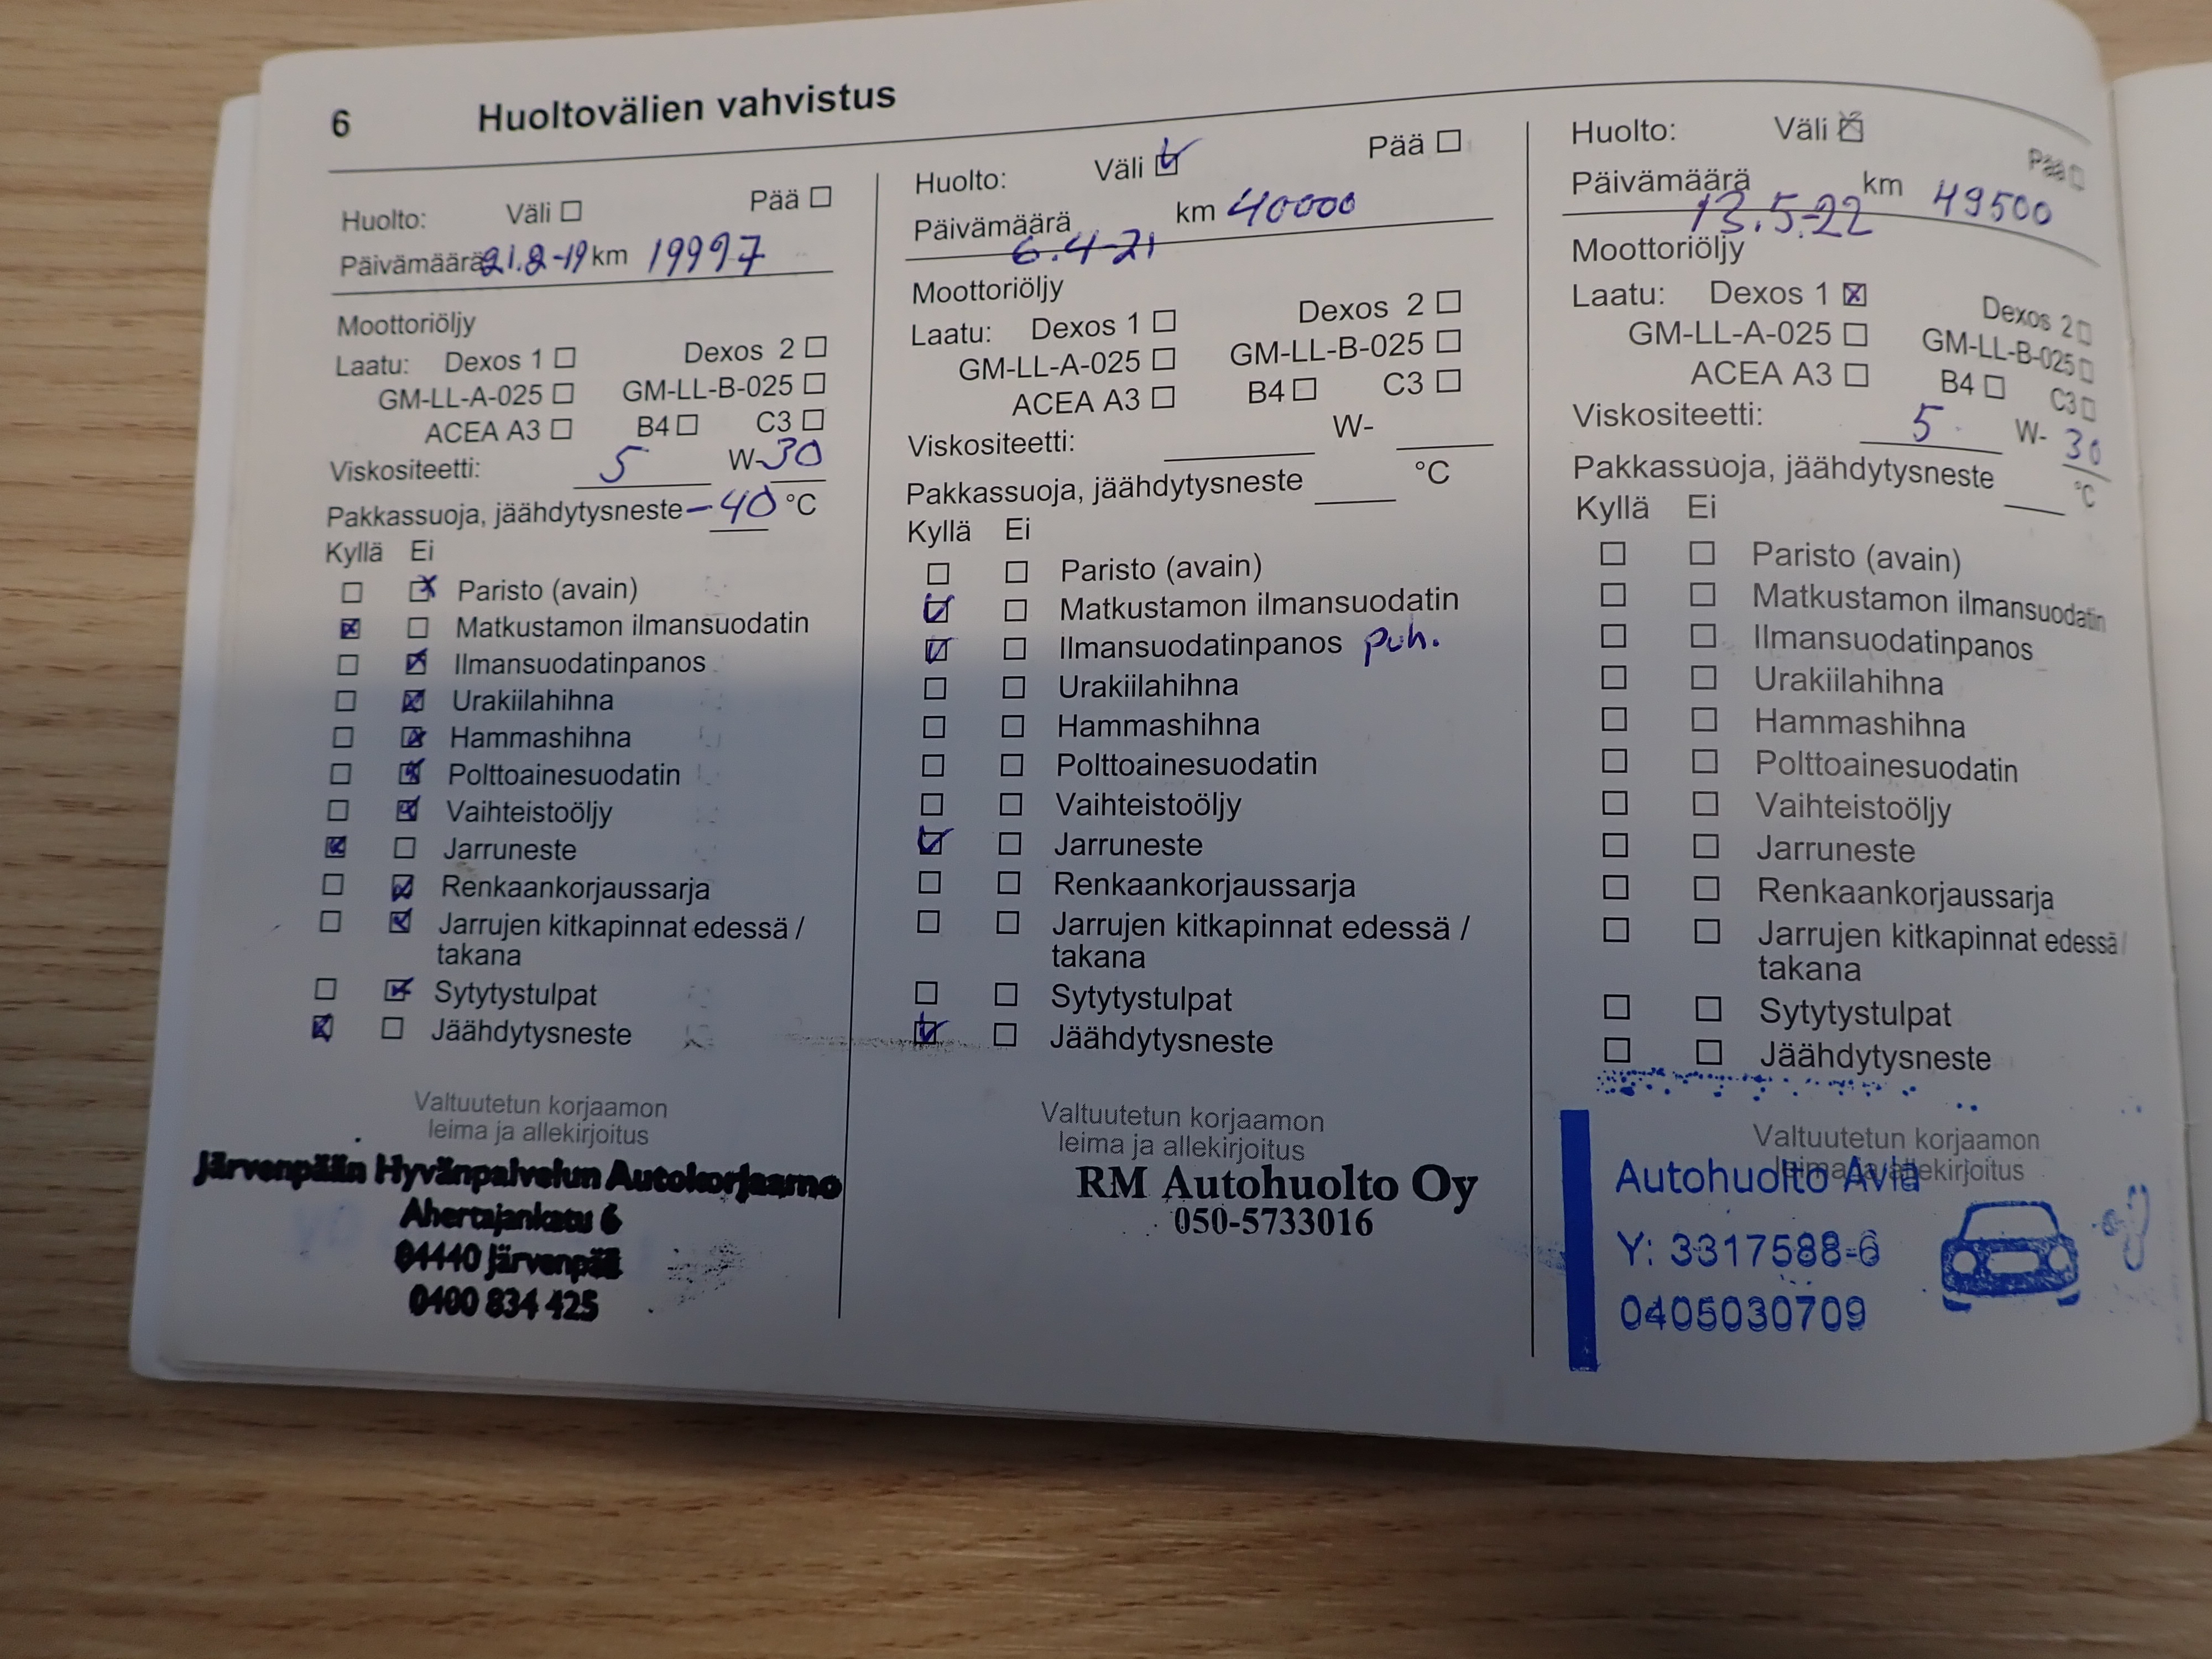 6 Huoltovälien vahvistus
Huolto: Väli ☐ Pää ☐
Päivämäärä 21.2-19 km 19997
Moottoriöljy
Laatu: Dexos 1 ☐ Dexos 2 ☐
GM-LL-A-025 ☐ GM-LL-B-025 ☐
ACEA A3 ☐ B4 ☐ C3 ☐
Viskositeetti: 5 W-30
Pakkassuoja, jäähdytysneste -40 °C
Kyllä Ei
☐ ☒ Paristo (avain)
☒ ☐ Matkustamon ilmansuodatin
☐ ☒ Ilmansuodatinpanos
☐ ☒ Urakiilahihna
☐ ☒ Hammashihna
☐ ☒ Polttoainesuodatin
☐ ☒ Vaihteistoöljy
☒ ☐ Jarruneste
☐ ☒ Renkaankorjaussarja
☐ ☒ Jarrujen kitkapinnat edessä /
takana
☐ ☒ Sytytystulpat
☒ ☐ Jäähdytysneste
Valtuutetun korjaamon
leima ja allekirjoitus
Järvenpään Hyvänpalvelun Autokorjaamo
Ahertajankatu 6
04440 Järvenpää
0400 834 425
Huolto: Väli ☑ Pää ☐
Päivämäärä 6.4-21 km 40000
Moottoriöljy
Laatu: Dexos 1 ☐ Dexos 2 ☐
GM-LL-A-025 ☐ GM-LL-B-025 ☐
ACEA A3 ☐ B4 ☐ C3 ☐
Viskositeetti: W-
Pakkassuoja, jäähdytysneste °C
Kyllä Ei
☐ ☐ Paristo (avain)
☑ ☐ Matkustamon ilmansuodatin
☑ ☐ Ilmansuodatinpanos puh.
☐ ☐ Urakiilahihna
☐ ☐ Hammashihna
☐ ☐ Polttoainesuodatin
☐ ☐ Vaihteistoöljy
☑ ☐ Jarruneste
☐ ☐ Renkaankorjaussarja
☐ ☐ Jarrujen kitkapinnat edessä /
takana
☐ ☐ Sytytystulpat
☑ ☐ Jäähdytysneste
Valtuutetun korjaamon
leima ja allekirjoitus
RM Autohuolto Oy
050-5733016
Huolto: Väli ☒ Pää ☐
Päivämäärä 13.5.22 km 49500
Moottoriöljy
Laatu: Dexos 1 ☒ Dexos 2 ☐
GM-LL-A-025 ☐ GM-LL-B-025 ☐
ACEA A3 ☐ B4 ☐ C3 ☐
Viskositeetti: 5 W-30
Pakkassuoja, jäähdytysneste °C
Kyllä Ei
☐ ☐ Paristo (avain)
☐ ☐ Matkustamon ilmansuodatin
☐ ☐ Ilmansuodatinpanos
☐ ☐ Urakiilahihna
☐ ☐ Hammashihna
☐ ☐ Polttoainesuodatin
☐ ☐ Vaihteistoöljy
☐ ☐ Jarruneste
☐ ☐ Renkaankorjaussarja
☐ ☐ Jarrujen kitkapinnat edessä /
takana
☐ ☐ Sytytystulpat
☐ ☐ Jäähdytysneste
Valtuutetun korjaamon
leima ja allekirjoitus
Autohuolto Avia
Y: 3317588-6
0405030709